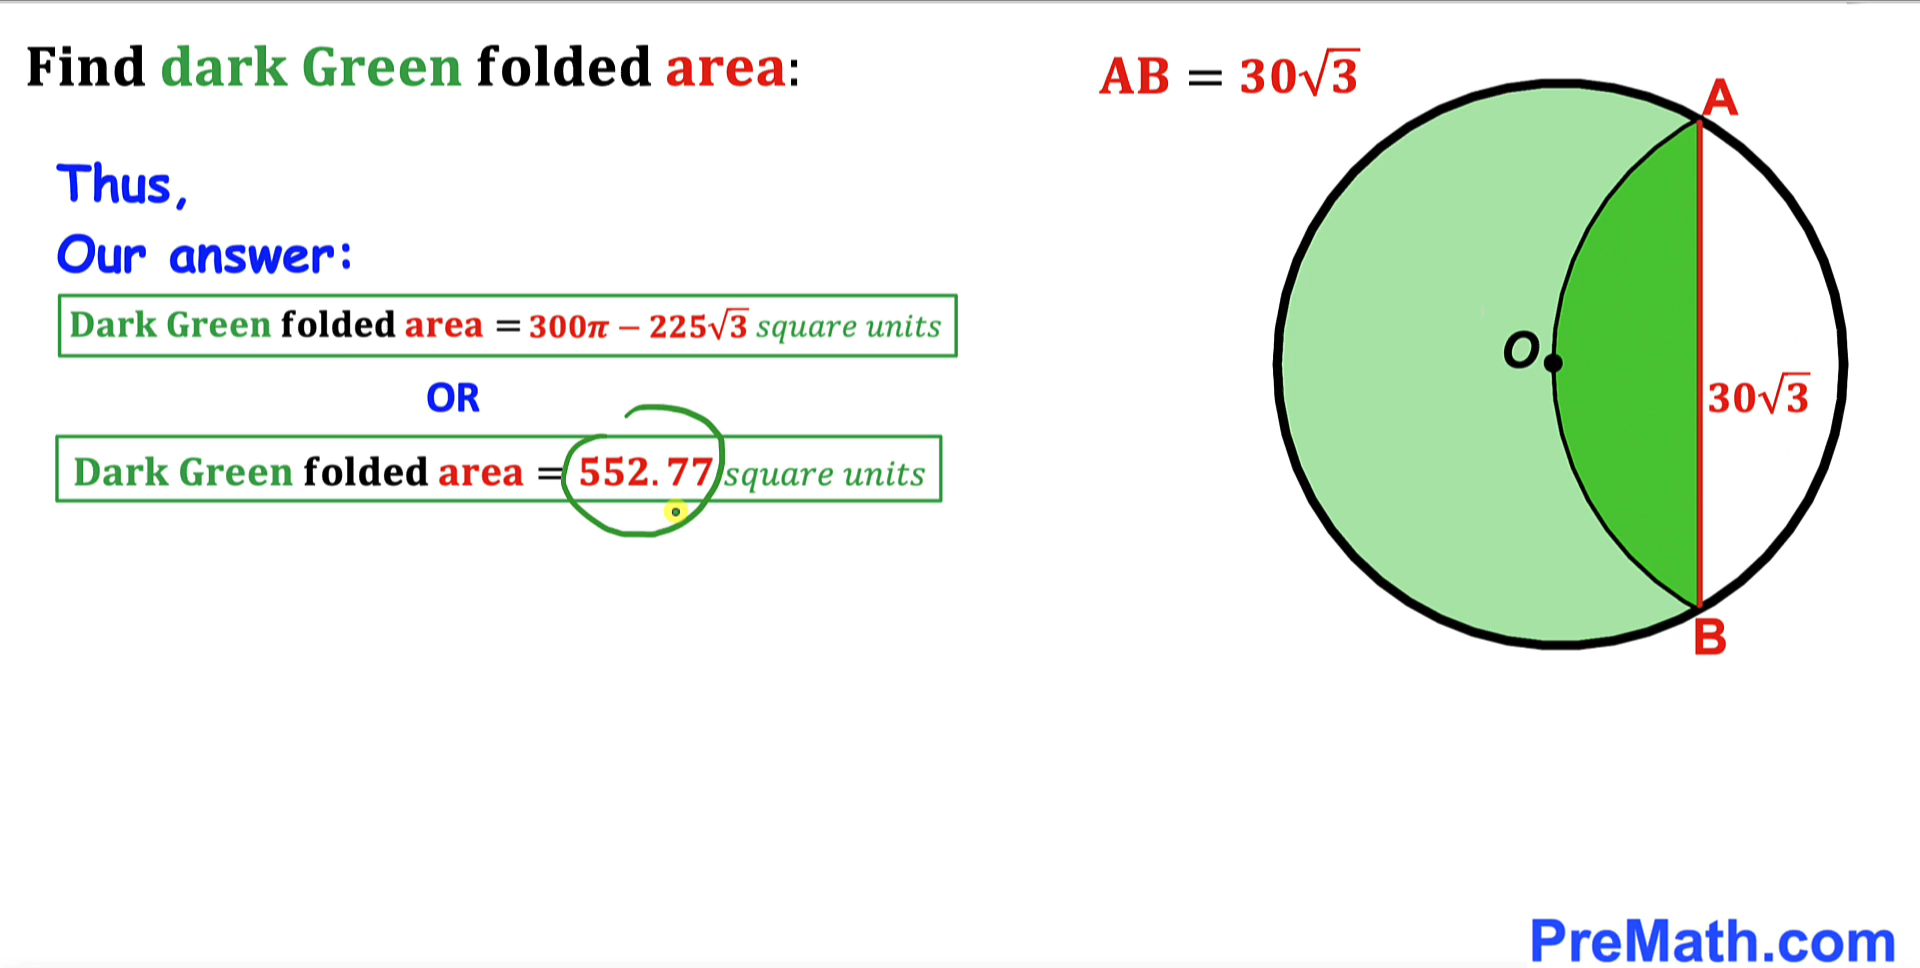 Find dark Green folded area:
AB = 30√3
A
Thus,
Our answer:
Dark Green folded area = 300π − 225√3 square units
O
OR
30√3
Dark Green folded area = 552.77 square units
B
PreMath.com